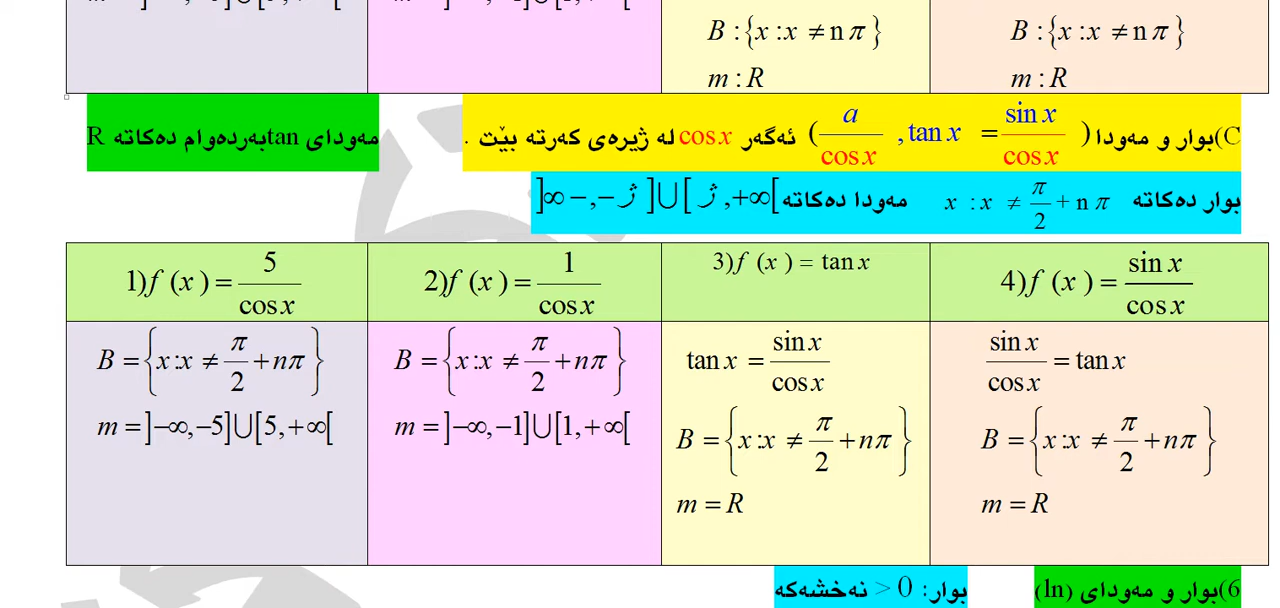 B : {x : x ≠ nπ}
B : {x : x ≠ nπ}
m : R
m : R
C)بوار و مەودا ( a/cosx , tan x = sin x/cos x ) ئەگەر cosx لە ژێرەی کەرتە بێت .
مەودای tanبەردەوام دەکاتە R
بوار دەکاتە x : x ≠ π/2 + nπ مەودا دەکاتە ]∞−,−ژ ]∪[ ژ,+∞[
1)f (x) = 5/cosx
2)f (x) = 1/cosx
3)f (x) = tan x
4)f (x) = sin x/cos x
B = {x:x ≠ π/2 + nπ}
m = ]−∞,−5]∪[5,+∞[
B = {x:x ≠ π/2 + nπ}
m = ]−∞,−1]∪[1,+∞[
tan x = sin x/cos x
B = {x:x ≠ π/2 + nπ}
m = R
sin x/cos x = tan x
B = {x:x ≠ π/2 + nπ}
m = R
6)بوار و مەودای (ln)
بوار: 0 < نەخشەکە